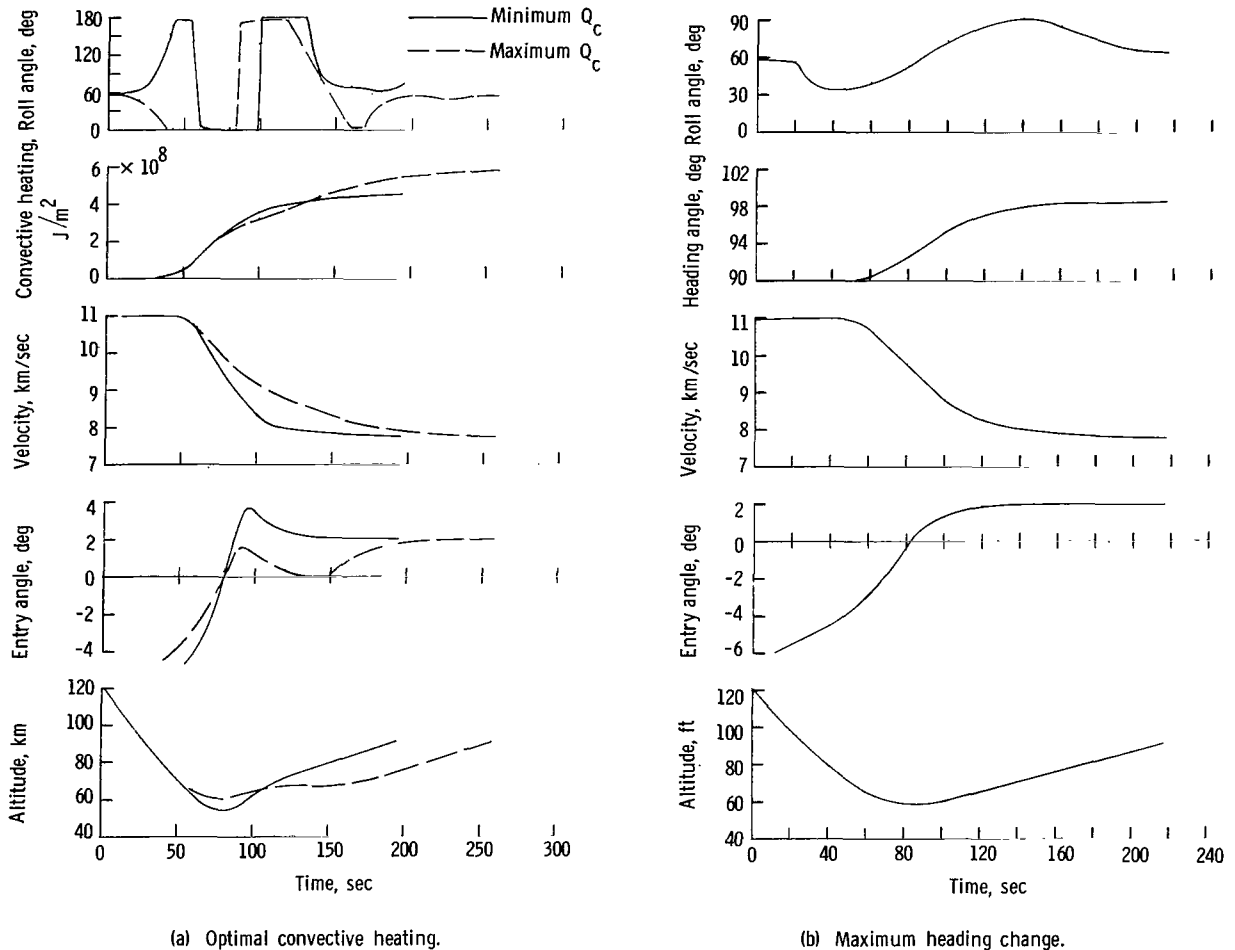 Minimum Qc
Maximum Qc
Roll angle, deg
180
120
60
0
Convective heating, J/m2
× 10^8
6
4
2
0
Velocity, km/sec
11
10
9
8
7
Entry angle, deg
4
2
0
-2
-4
Altitude, km
120
100
80
60
40
0 50 100 150 200 250 300
Time, sec
(a) Optimal convective heating.
Roll angle, deg
90
60
30
0
Heading angle, deg
102
98
94
90
Velocity, km/sec
11
10
9
8
7
Entry angle, deg
2
0
-2
-4
-6
Altitude, ft
120
100
80
60
40
0 40 80 120 160 200 240
Time, sec
(b) Maximum heading change.